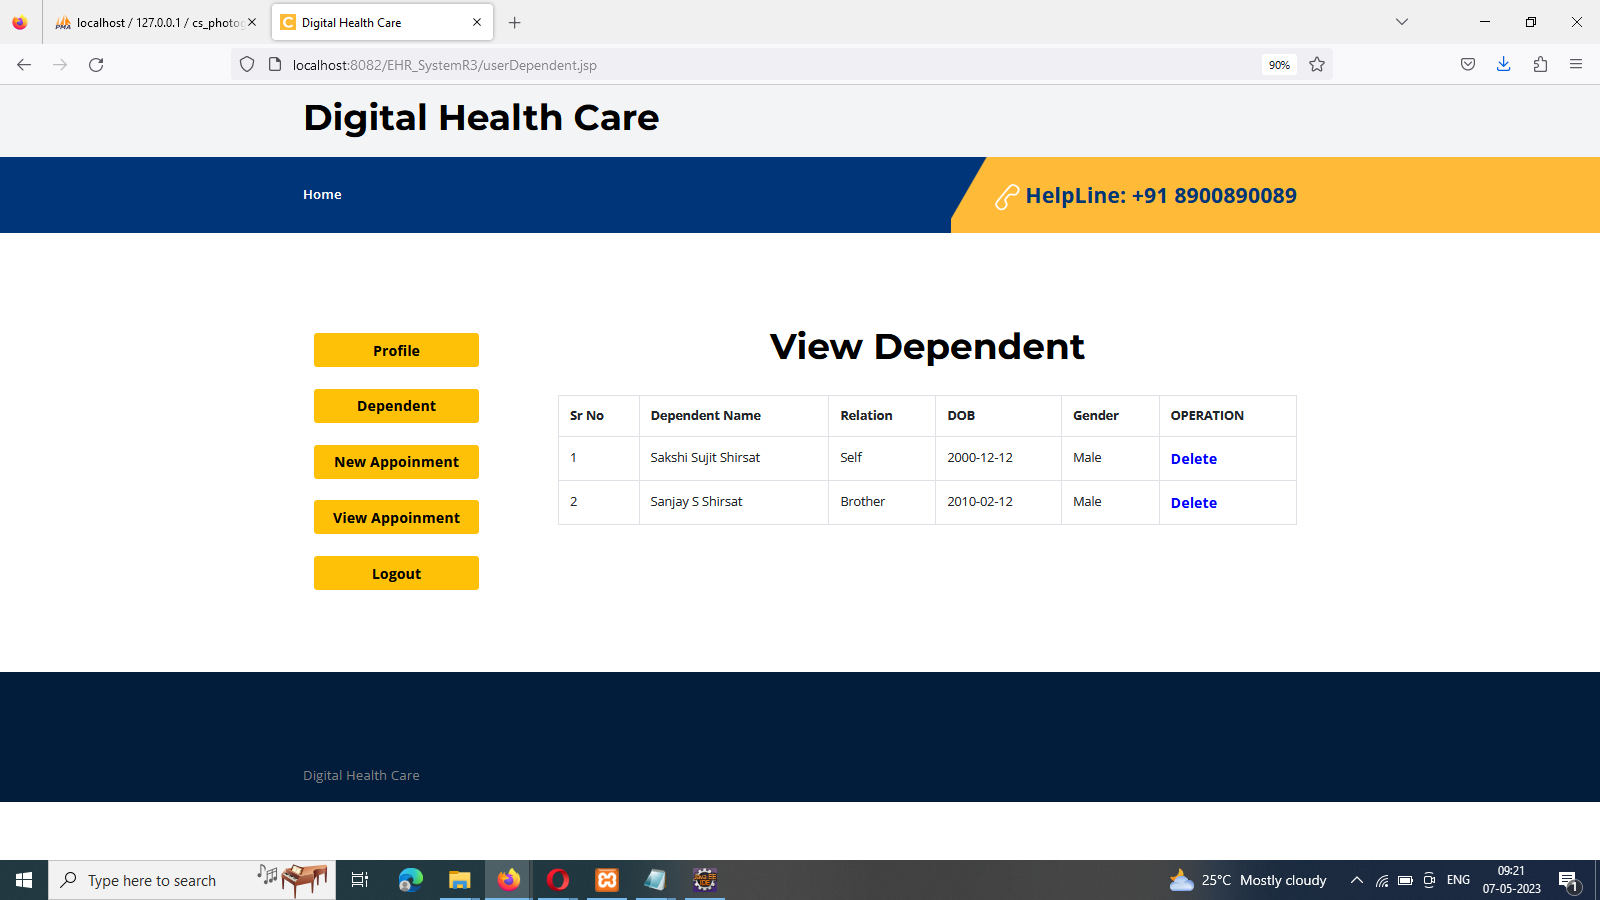 localhost / 127.0.0.1 / cs_photog
Digital Health Care
localhost:8082/EHR_SystemR3/userDependent.jsp
90%
Digital Health Care
Home
HelpLine: +91 8900890089
Profile
Dependent
New Appoinment
View Appoinment
Logout
View Dependent
Sr No Dependent Name Relation DOB Gender OPERATION
1 Sakshi Sujit Shirsat Self 2000-12-12 Male Delete
2 Sanjay S Shirsat Brother 2010-02-12 Male Delete
Digital Health Care
Type here to search
25°C Mostly cloudy
ENG
09:21
07-05-2023
1